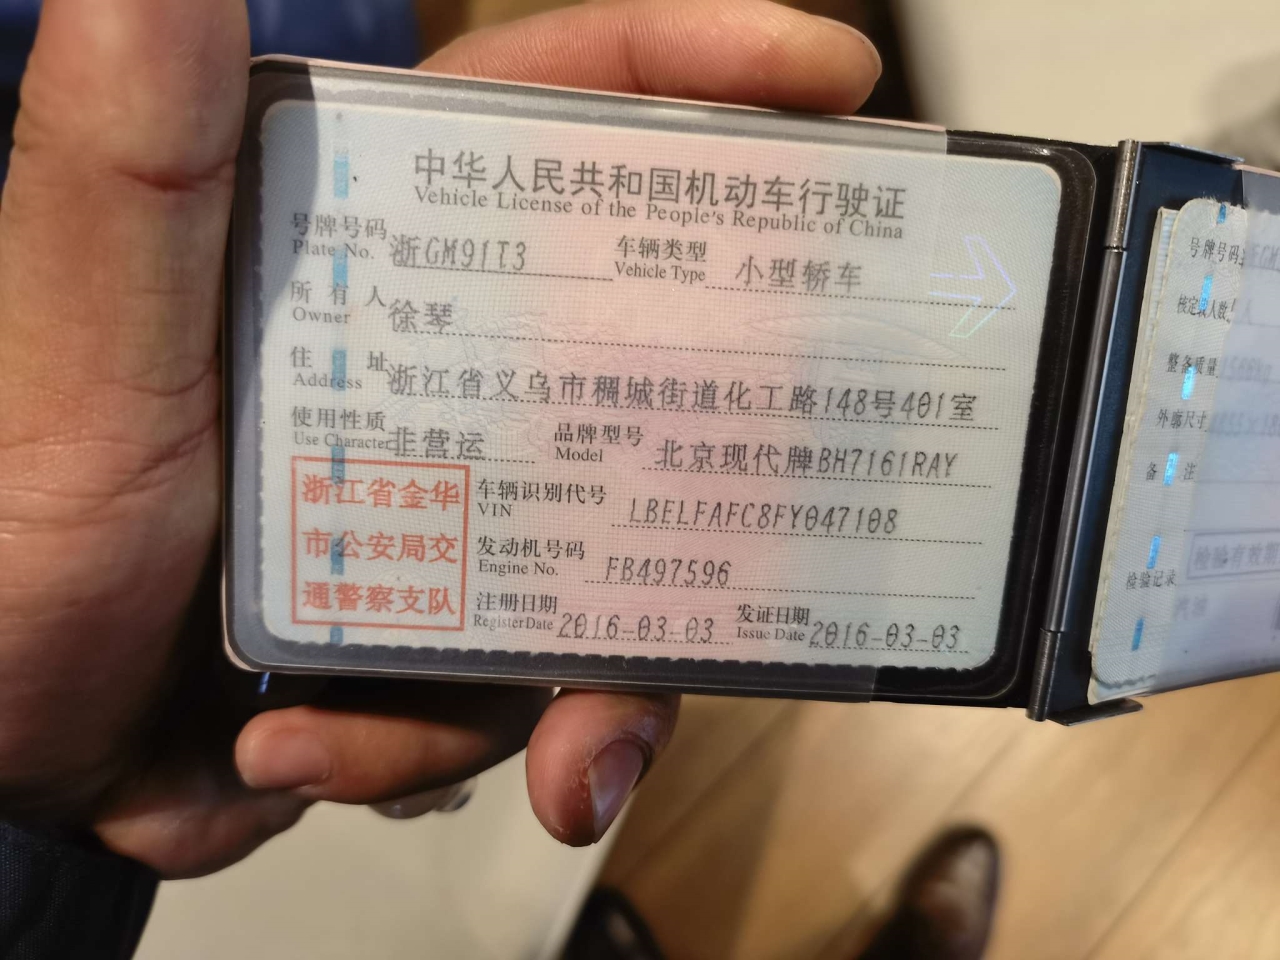 中华人民共和国机动车行驶证
Vehicle License of the People's Republic of China
号牌号码 浙GM91T3 车辆类型 小型轿车
Plate No. Vehicle Type
所有人 徐琴
Owner
住址 浙江省义乌市稠城街道化工路148号401室
Address
使用性质 非营运 品牌型号 北京现代牌BH7161RAY
Use Character Model
浙江省金华
市公安局交
通警察支队
车辆识别代号 LBELFAFC8FY047108
VIN
发动机号码 FB497596
Engine No.
注册日期 2016-03-03 发证日期 2016-03-03
Register Date Issue Date
号牌号码
核定载人数
整备质量
外廓尺寸
备注
检验记录
检验有效期
汽油